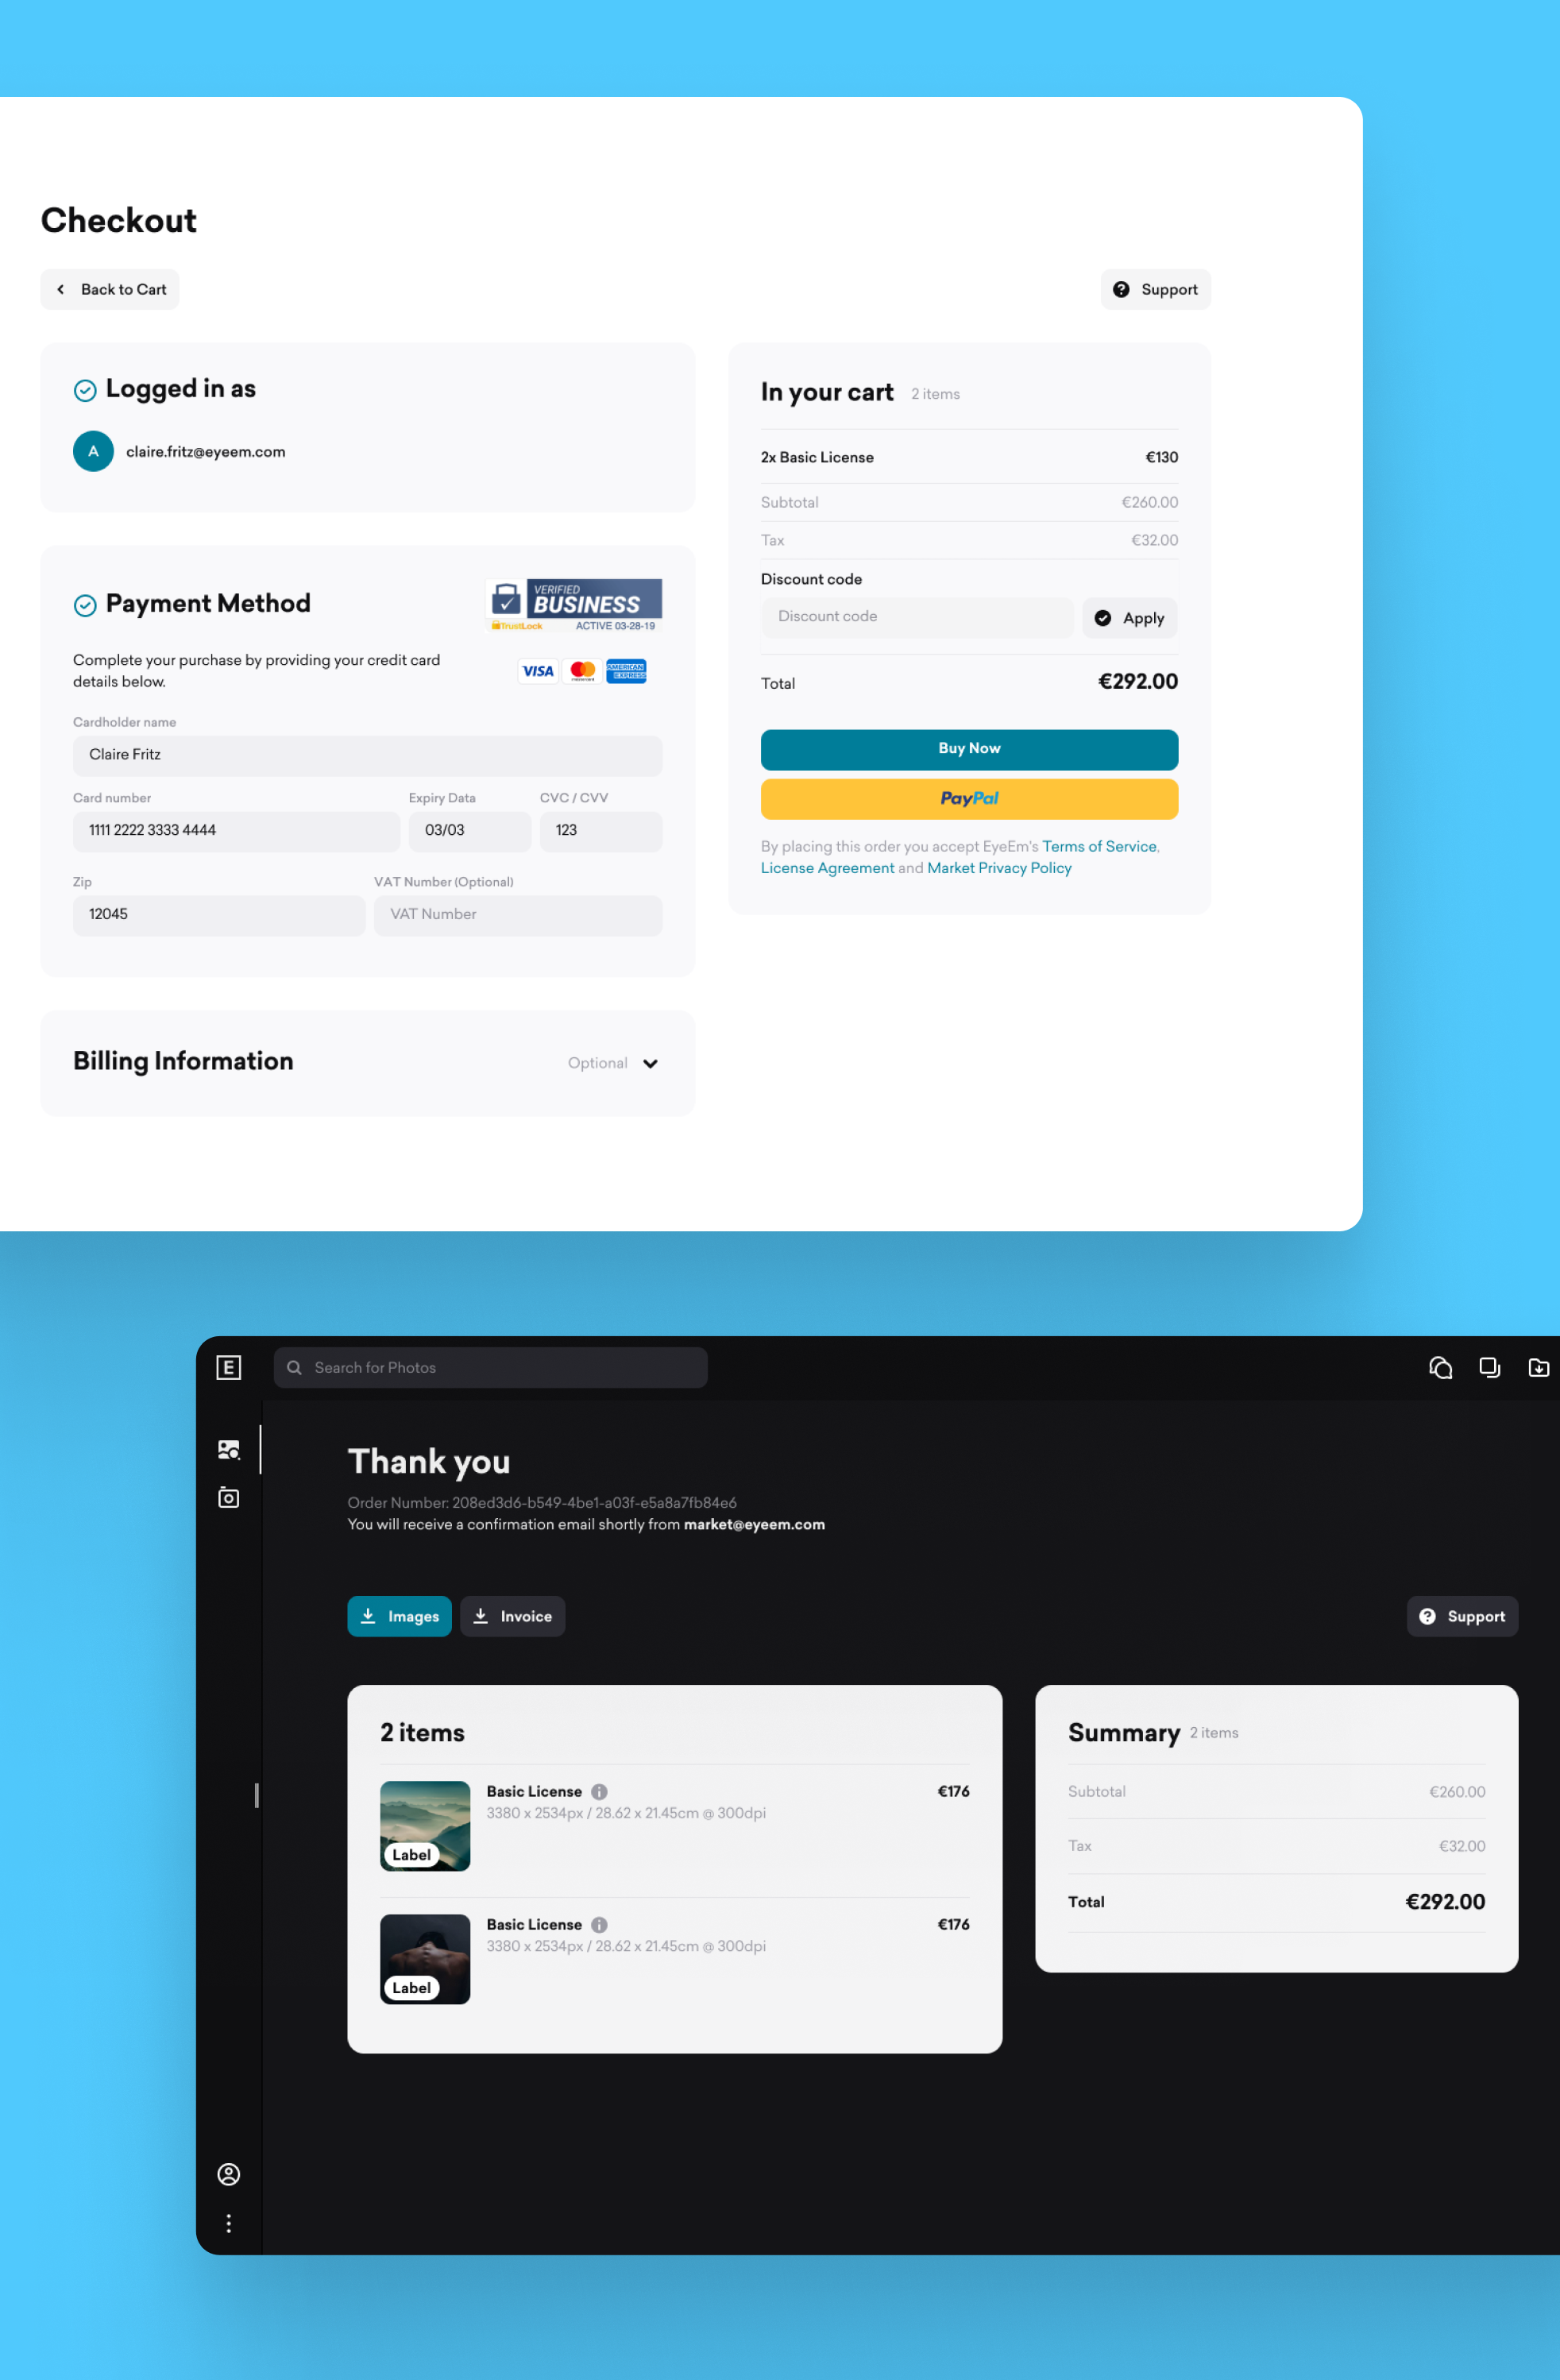 Checkout
Back to Cart
Support
Logged in as
A
claire.fritz@eyeem.com
Payment Method
VERIFIED
BUSINESS
TrustLock ACTIVE 03-28-19
Complete your purchase by providing your credit card
details below.
VISA
mastercard
AMERICAN
EXPRESS
Cardholder name
Claire Fritz
Card number Expiry Data CVC / CVV
1111 2222 3333 4444 03/03 123
Zip VAT Number (Optional)
12045 VAT Number
Billing Information
Optional
In your cart 2 items
2x Basic License €130
Subtotal €260.00
Tax €32.00
Discount code
Discount code Apply
Total €292.00
Buy Now
PayPal
By placing this order you accept EyeEm's Terms of Service,
License Agreement and Market Privacy Policy
E
Search for Photos
Thank you
Order Number: 208ed3d6-b549-4be1-a03f-e5a8a7fb84e6
You will receive a confirmation email shortly from market@eyeem.com
Images
Invoice
Support
2 items
Basic License €176
3380 x 2534px / 28.62 x 21.45cm @ 300dpi
Label
Basic License €176
3380 x 2534px / 28.62 x 21.45cm @ 300dpi
Label
Summary 2 items
Subtotal €260.00
Tax €32.00
Total €292.00